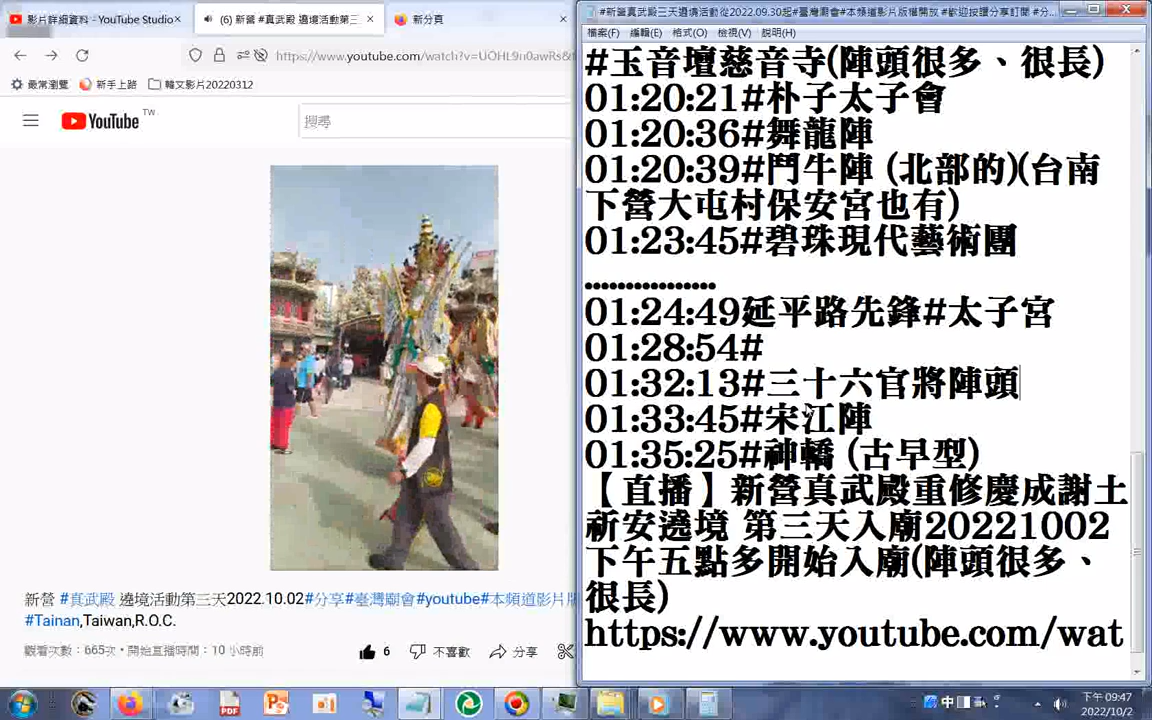 影片詳細資料 - YouTube Studio
(6) 新營 #真武殿 遶境活動第三
新分頁
https://www.youtube.com/watch?v=UOHL9n0awRs&t
最常瀏覽
新手上路
韓文影片20220312
YouTube TW
搜尋
新營 #真武殿 遶境活動第三天2022.10.02#分享#臺灣廟會#youtube#本頻道影片版
#Tainan,Taiwan,R.O.C.
觀看次數：665次 • 開始直播時間：10 小時前
6
不喜歡
分享
#新營真武殿三天遶境活動從2022.09.30起#臺灣廟會#本頻道影片版權開放 #歡迎按讚分享訂閱 #分...
檔案(F) 編輯(E) 格式(O) 檢視(V) 說明(H)
#玉音壇慈音寺(陣頭很多、很長)
01:20:21#朴子太子會
01:20:36#舞龍陣
01:20:39#鬥牛陣 (北部的)(台南
下營大屯村保安宮也有)
01:23:45#碧珠現代藝術團
................
01:24:49延平路先鋒#太子宮
01:28:54#
01:32:13#三十六官將陣頭
01:33:45#宋江陣
01:35:25#神轎 (古早型)
【直播】新營真武殿重修慶成謝土
祈安遶境 第三天入廟20221002
下午五點多開始入廟(陣頭很多、
很長)
https://www.youtube.com/wat
中
下午 09:47
2022/10/2